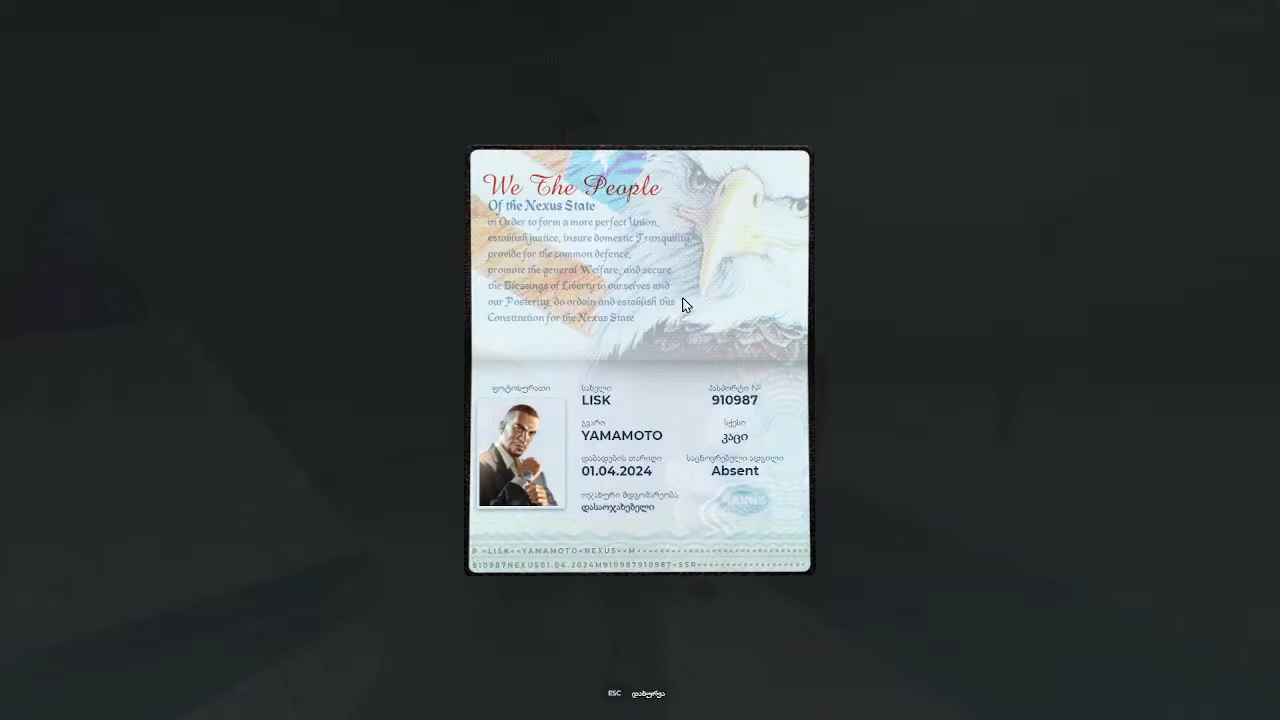 We The People
Of the Nexus State
in Order to form a more perfect Union,
establish justice, insure domestic Tranquility
provide for the common defence,
promote the general Welfare, and secure
the Blessings of Liberty to ourselves and
our Posterity, do ordain and establish this
Constitution for the Nexus State
ფოტოსურათი
სახელი
LISK
პასპორტი №
910987
გვარი
YAMAMOTO
სქესი
კაცი
დაბადების თარიღი
01.04.2024
საცხოვრებელი ადგილი
Absent
ოჯახური მდგომარეობა
დასაოჯახებელი
P <LISK<<YAMAMOTO<NEXUS<<M<<<<<<<<<<<<<<<<<<<<<<<<
910987NEXUS01.04.2024M910987910987<SSR<<<<<<<<<<<<<<<
ESC დახურვა